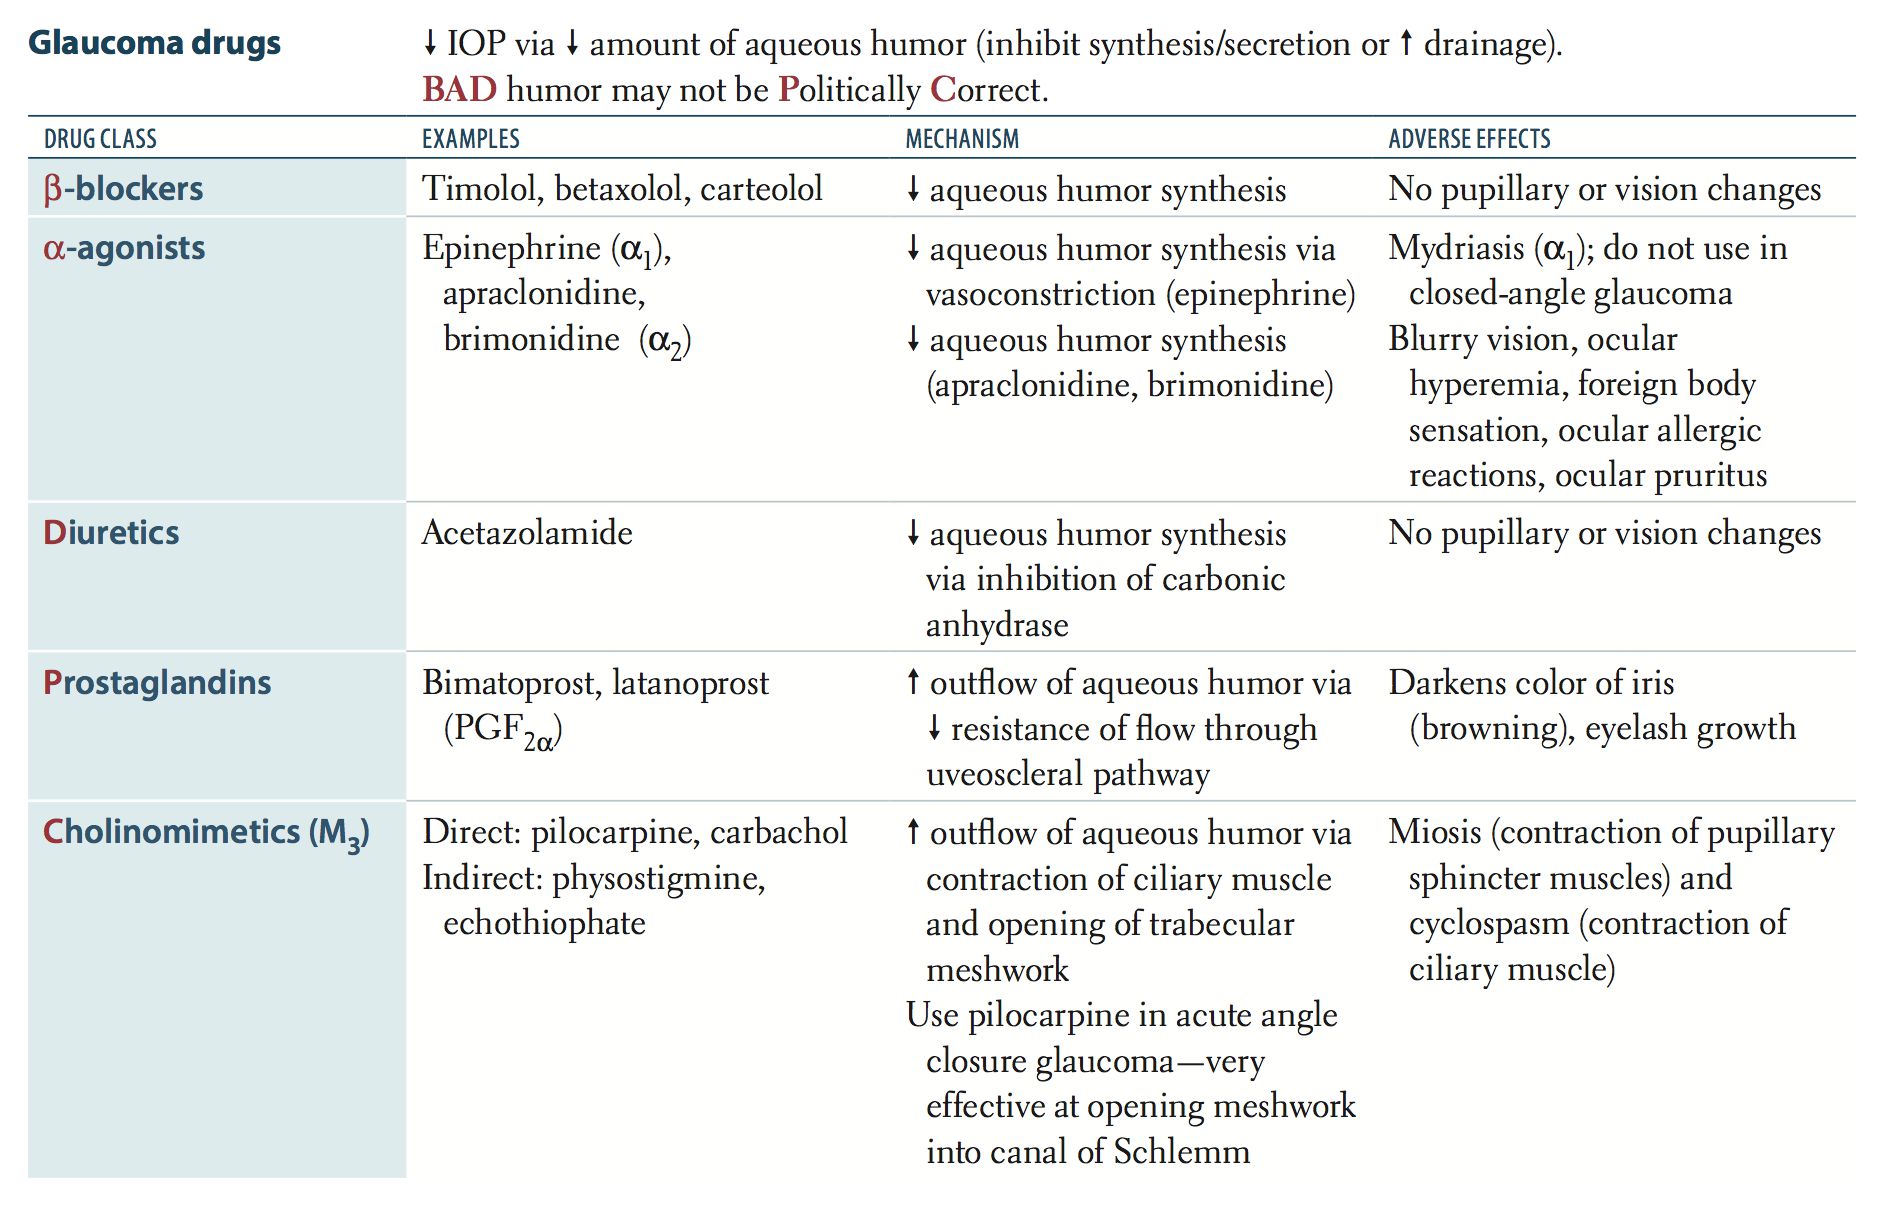 Glaucoma drugs
↓ IOP via ↓ amount of aqueous humor (inhibit synthesis/secretion or ↑ drainage).
BAD humor may not be Politically Correct.
DRUG CLASS
EXAMPLES
MECHANISM
ADVERSE EFFECTS
β-blockers
Timolol, betaxolol, carteolol
↓ aqueous humor synthesis
No pupillary or vision changes
α-agonists
Epinephrine (α1),
apraclonidine,
brimonidine (α2)
↓ aqueous humor synthesis via
vasoconstriction (epinephrine)
↓ aqueous humor synthesis
(apraclonidine, brimonidine)
Mydriasis (α1); do not use in
closed-angle glaucoma
Blurry vision, ocular
hyperemia, foreign body
sensation, ocular allergic
reactions, ocular pruritus
Diuretics
Acetazolamide
↓ aqueous humor synthesis
via inhibition of carbonic
anhydrase
No pupillary or vision changes
Prostaglandins
Bimatoprost, latanoprost
(PGF2α)
↑ outflow of aqueous humor via
↓ resistance of flow through
uveoscleral pathway
Darkens color of iris
(browning), eyelash growth
Cholinomimetics (M3)
Direct: pilocarpine, carbachol
Indirect: physostigmine,
echothiophate
↑ outflow of aqueous humor via
contraction of ciliary muscle
and opening of trabecular
meshwork
Use pilocarpine in acute angle
closure glaucoma—very
effective at opening meshwork
into canal of Schlemm
Miosis (contraction of pupillary
sphincter muscles) and
cyclospasm (contraction of
ciliary muscle)